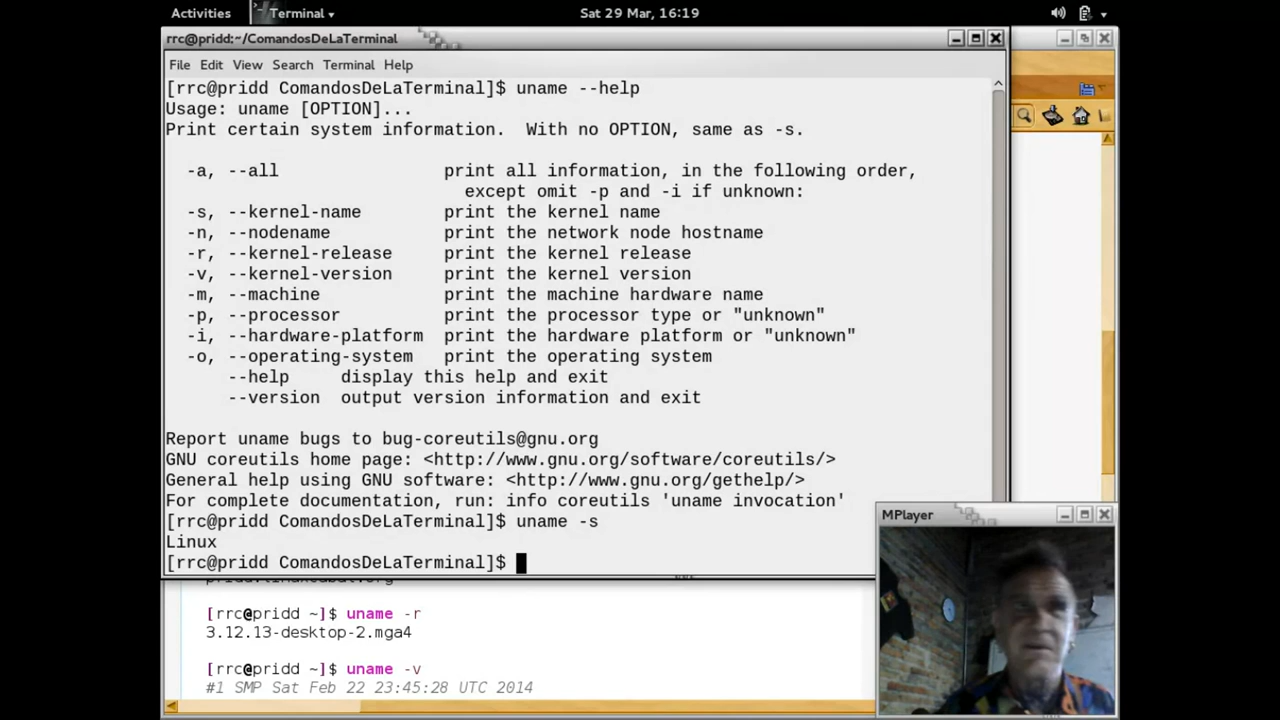 Activities
Terminal
Sat 29 Mar, 16:19
rrc@pridd:~/ComandosDeLaTerminal
File Edit View Search Terminal Help
[rrc@pridd ComandosDeLaTerminal]$ uname --help
Usage: uname [OPTION]...
Print certain system information.  With no OPTION, same as -s.
-a, --all                print all information, in the following order,
except omit -p and -i if unknown:
-s, --kernel-name        print the kernel name
-n, --nodename           print the network node hostname
-r, --kernel-release     print the kernel release
-v, --kernel-version     print the kernel version
-m, --machine            print the machine hardware name
-p, --processor          print the processor type or "unknown"
-i, --hardware-platform  print the hardware platform or "unknown"
-o, --operating-system   print the operating system
--help     display this help and exit
--version  output version information and exit
Report uname bugs to bug-coreutils@gnu.org
GNU coreutils home page: <http://www.gnu.org/software/coreutils/>
General help using GNU software: <http://www.gnu.org/gethelp/>
For complete documentation, run: info coreutils 'uname invocation'
[rrc@pridd ComandosDeLaTerminal]$ uname -s
Linux
[rrc@pridd ComandosDeLaTerminal]$
MPlayer
[rrc@pridd ~]$ uname -r
3.12.13-desktop-2.mga4
[rrc@pridd ~]$ uname -v
#1 SMP Sat Feb 22 23:45:28 UTC 2014